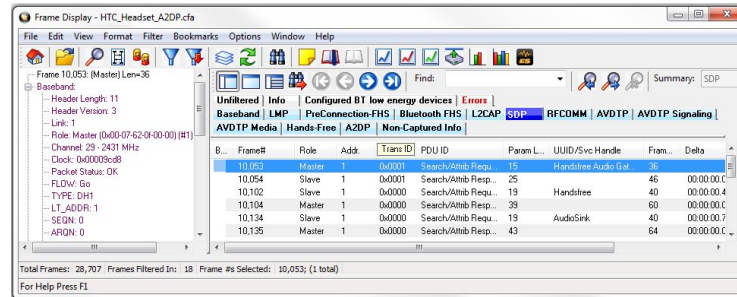 Frame Display - HTC_Headset_A2DP.cfa
File Edit View Format Filter Bookmarks Options Window Help
Find: Summary: SDP
Unfiltered Info Configured BT low energy devices Errors
Baseband LMP PreConnection-FHS Bluetooth FHS L2CAP SDP RFCOMM AVDTP AVDTP Signaling
AVDTP Media Hands-Free A2DP Non-Captured Info
Frame 10,053: (Master) Len=36
Baseband:
Header Length: 11
Header Version: 3
Link: 1
Role: Master (0x00-07-62-0f-00-00) (#1)
Channel: 29 - 2431 MHz
Clock: 0x00009cd8
Packet Status: OK
FLOW: Go
TYPE: DH1
LT_ADDR: 1
SEQN: 0
ARQN: 0
B... Frame# Role Addr. Trans ID PDU ID Param L... UUID/Svc Handle Fram... Delta
10,053 Master 1 0x0001 Search/Attrib Requ... 15 Handsfree Audio Gat... 36
10,054 Slave 1 0x0001 Search/Attrib Resp... 25 46 00:00:00.0
10,102 Slave 1 0x0000 Search/Attrib Requ... 19 Handsfree 40 00:00:00.4
10,104 Master 1 0x0000 Search/Attrib Resp... 39 60 00:00:00.0
10,134 Slave 1 0x0000 Search/Attrib Requ... 19 AudioSink 40 00:00:00.7
10,135 Master 1 0x0000 Search/Attrib Resp... 43 64 00:00:00.0
Total Frames: 28,707 Frames Filtered In: 18 Frame #s Selected: 10,053; (1 total)
For Help Press F1